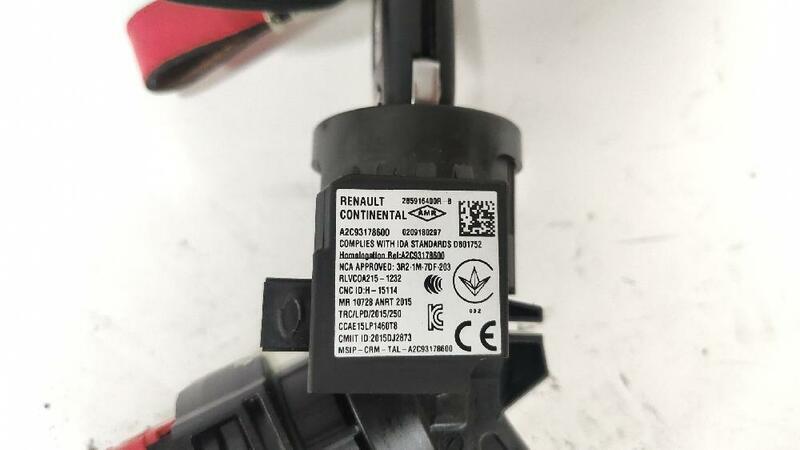 RENAULT 285916400R-B
CONTINENTAL AMR
A2C93178600 0209180297
COMPLIES WITH IDA STANDARDS DB01752
Homologation Ref:A2C93178600
NCA APPROVED: 3R2-1M-7DF-203
RLVCOA215-1232
CNC ID:H-15114
MR 10728 ANRT 2015
TRC/LPD/2015/250
CCAE15LP1460T8
CMIIT ID:2015DJ2873
MSIP-CRM-TAL-A2C93178600
032
CE